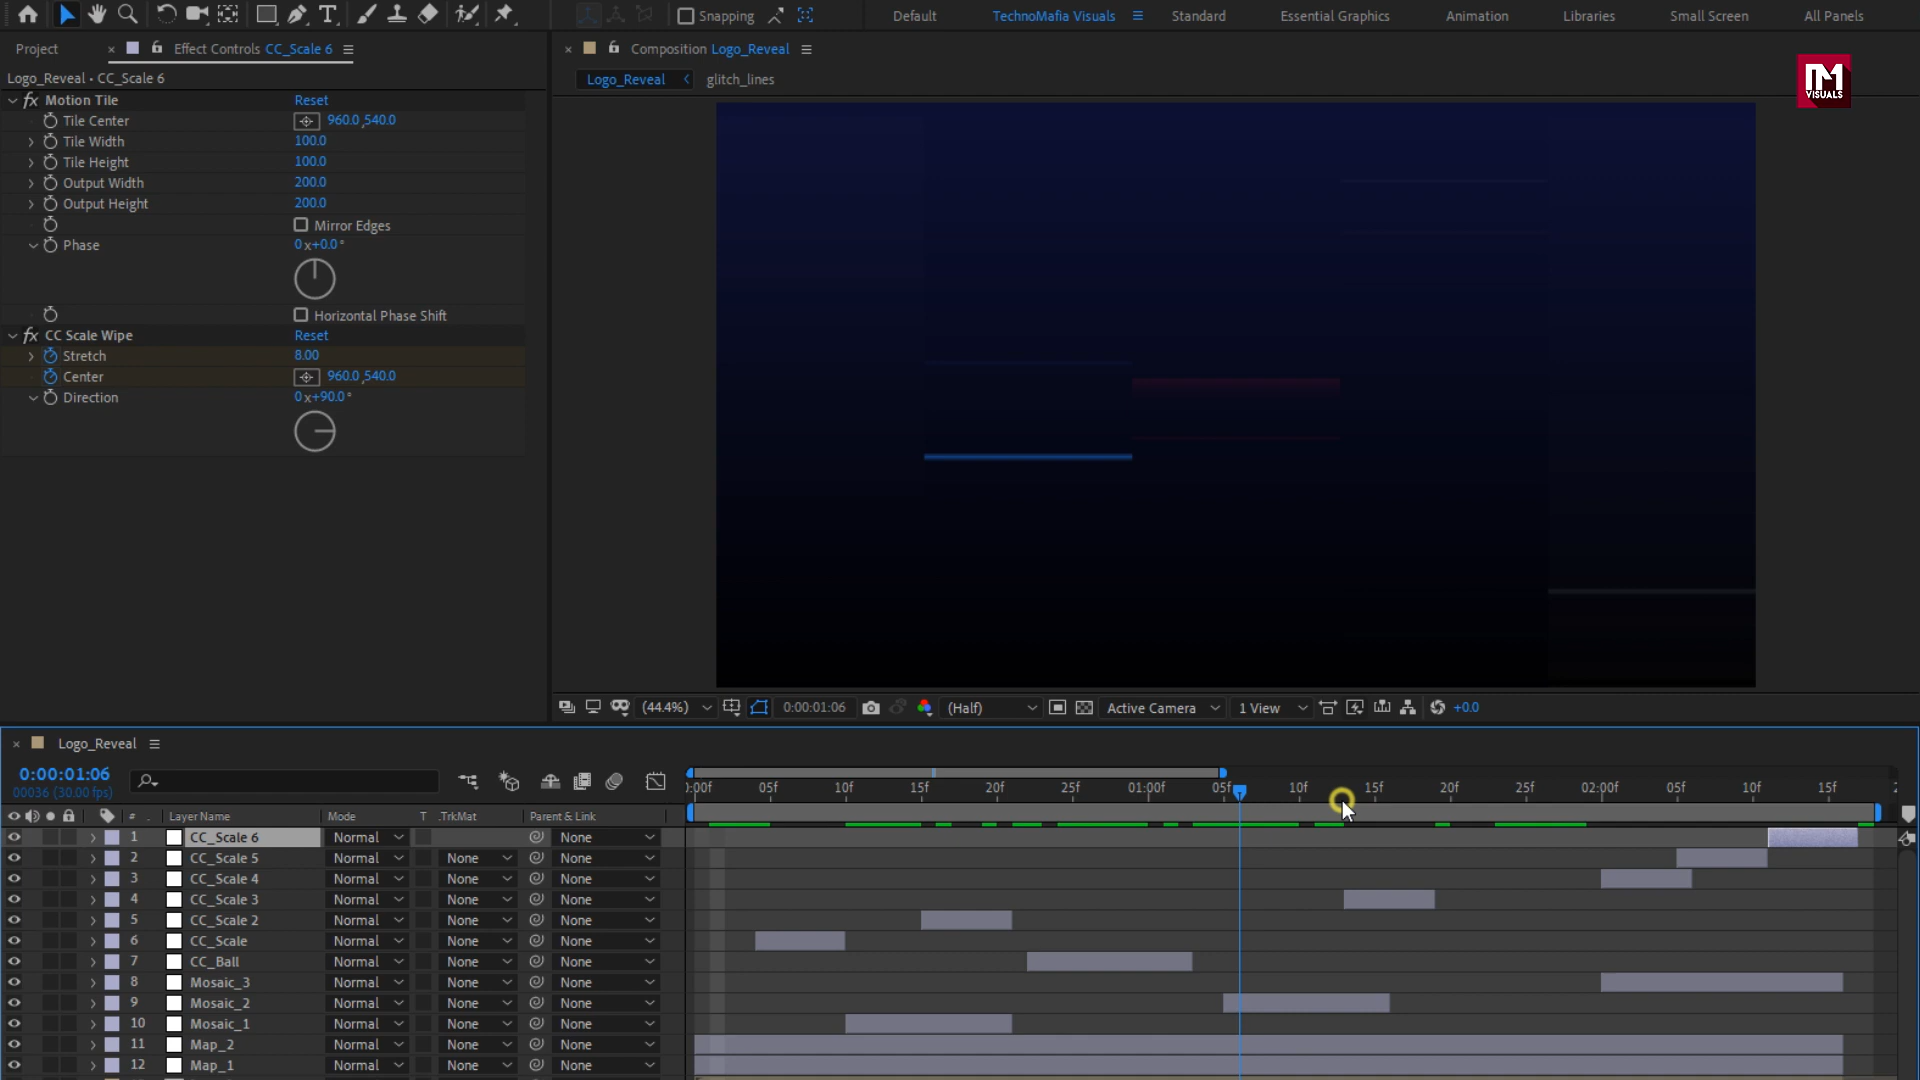 Snapping
Default
TechnoMafia Visuals
Standard
Essential Graphics
Animation
Libraries
Small Screen
All Panels
Project
× Effect Controls CC_Scale 6
× Composition Logo_Reveal
Logo_Reveal • CC_Scale 6
Logo_Reveal < glitch_lines
M
VISUALS
fx Motion Tile Reset
Tile Center 960.0,540.0
Tile Width 100.0
Tile Height 100.0
Output Width 200.0
Output Height 200.0
Mirror Edges
Phase 0x+0.0°
Horizontal Phase Shift
fx CC Scale Wipe Reset
Stretch 8.00
Center 960.0,540.0
Direction 0x+90.0°
(44.4%) 0:00:01:06 (Half) Active Camera 1 View +0.0
× Logo_Reveal
0:00:01:06
00036 (30.00 fps)
:00f 05f 10f 15f 20f 25f 01:00f 05f 10f 15f 20f 25f 02:00f 05f 10f 15f
# Layer Name Mode T .TrkMat Parent & Link
1 CC_Scale 6 Normal None
2 CC_Scale 5 Normal None None
3 CC_Scale 4 Normal None None
4 CC_Scale 3 Normal None None
5 CC_Scale 2 Normal None None
6 CC_Scale Normal None None
7 CC_Ball Normal None None
8 Mosaic_3 Normal None None
9 Mosaic_2 Normal None None
10 Mosaic_1 Normal None None
11 Map_2 Normal None None
12 Map_1 Normal None None